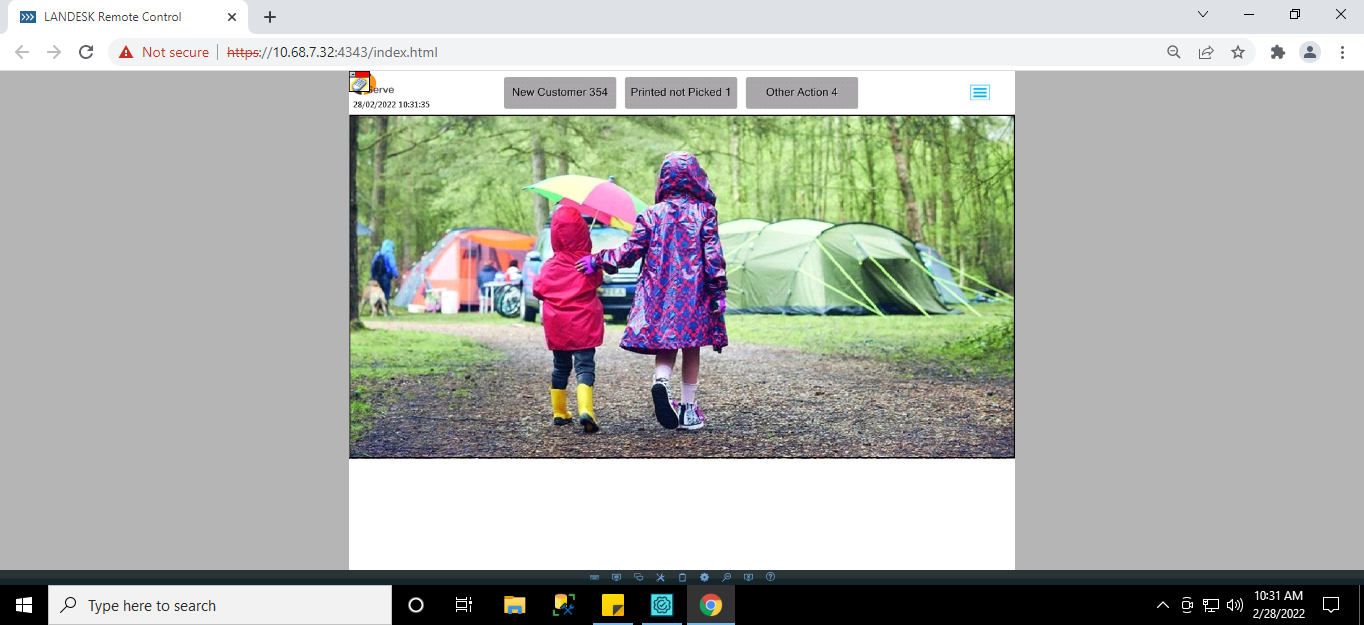 LANDESK Remote Control
Not secure
https://10.68.7.32:4343/index.html
serve
28/02/2022 10:31:35
New Customer 354
Printed not Picked 1
Other Action 4
Type here to search
10:31 AM
2/28/2022